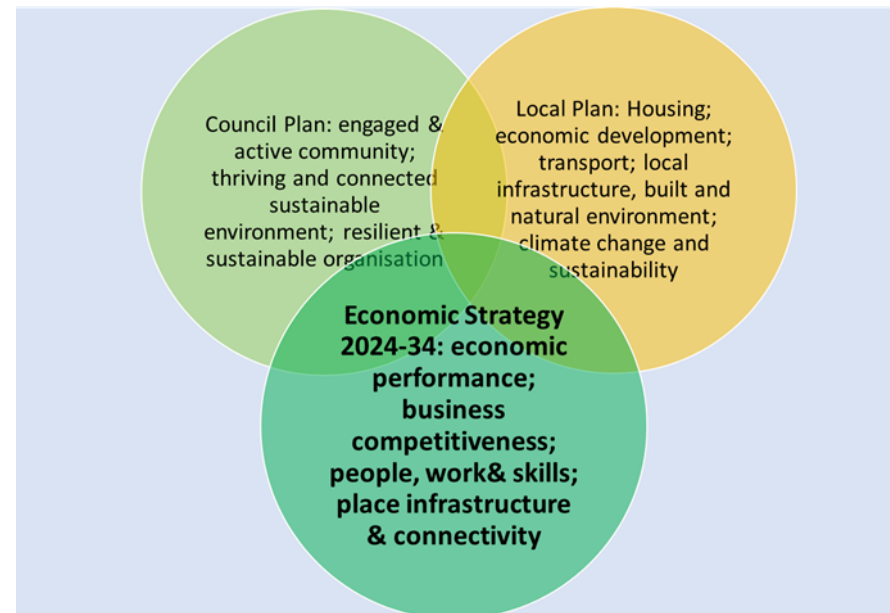 Council Plan: engaged &
active community;
thriving and connected
sustainable
environment; resilient &
sustainable organisation
Local Plan: Housing;
economic development;
transport; local
infrastructure, built and
natural environment;
climate change and
sustainability
Economic Strategy
2024-34: economic
performance;
business
competitiveness;
people, work& skills;
place infrastructure
& connectivity